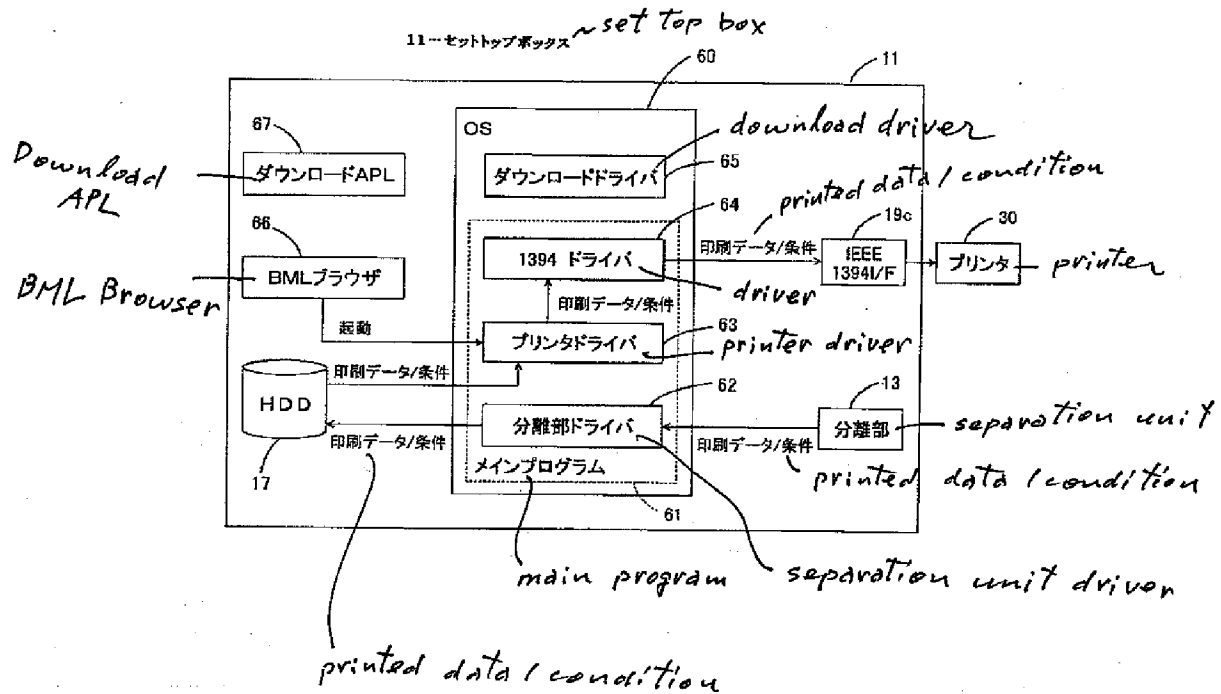 11…セットトップボックス ~ set top box
60
11
67
OS
download driver
Download APL
ダウンロードAPL
ダウンロードドライバ
65
printed data / condition
66
64
19c
30
BML Browser
BMLブラウザ
1394 ドライバ
印刷データ/条件
IEEE 1394I/F
プリンタ
printer
driver
起動
印刷データ/条件
63
プリンタドライバ
printer driver
印刷データ/条件
62
13
HDD
分離部ドライバ
分離部
separation unit
印刷データ/条件
印刷データ/条件
17
メインプログラム
printed data / condition
61
main program
separation unit driver
printed data / condition